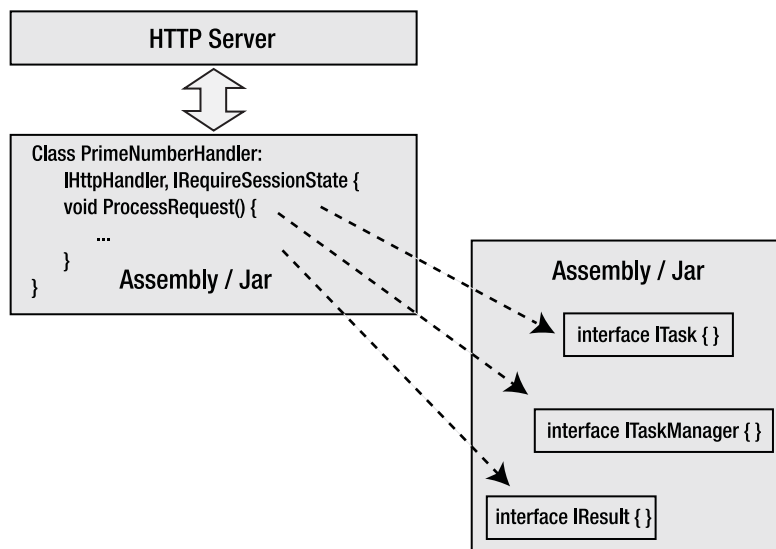 HTTP Server
Class PrimeNumberHandler:
IHttpHandler, IRequireSessionState {
void ProcessRequest() {
...
}
}
Assembly / Jar
Assembly / Jar
interface ITask { }
interface ITaskManager { }
interface IResult { }